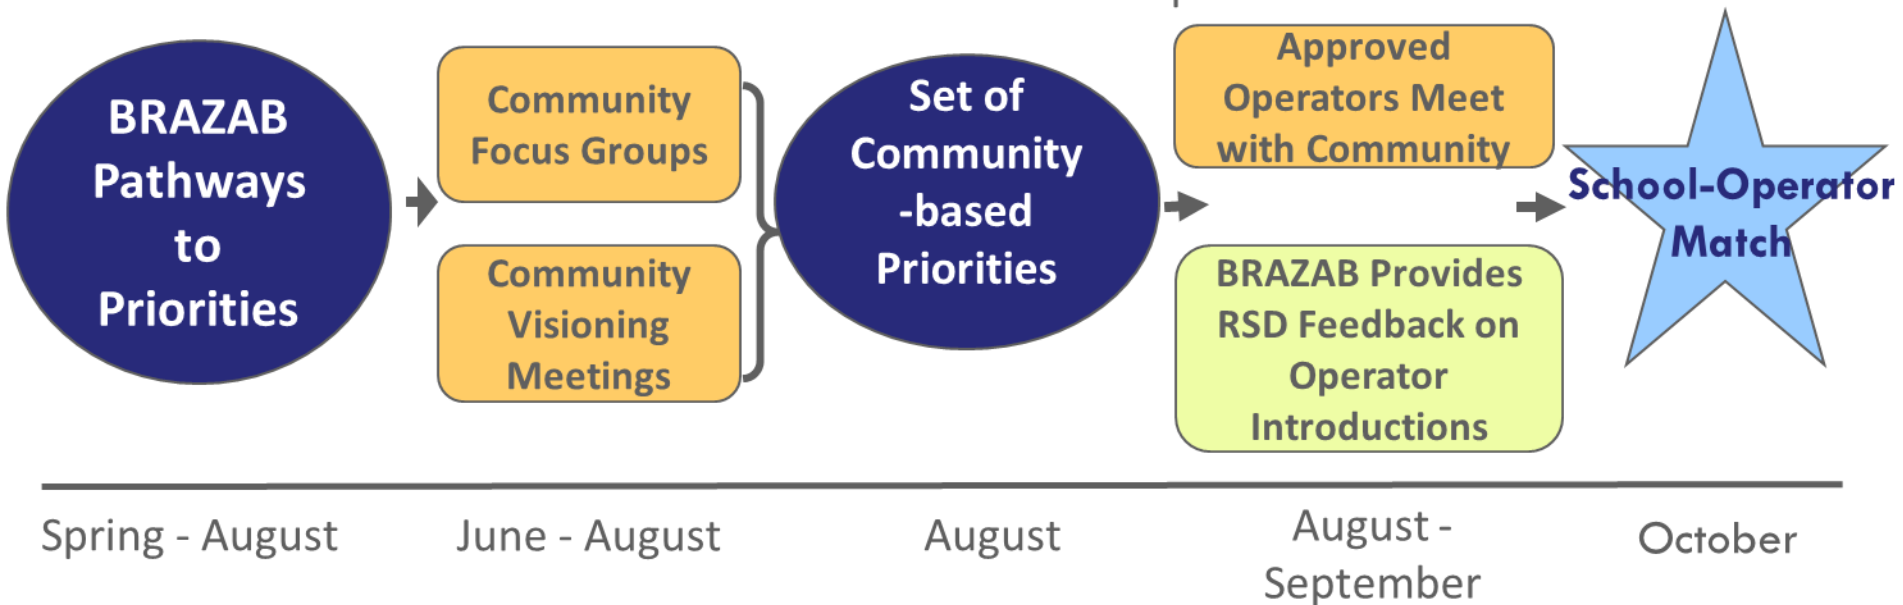 BRAZAB
Pathways
to
Priorities
Community
Focus Groups
Community
Visioning
Meetings
Set of
Community
-based
Priorities
Approved
Operators Meet
with Community
BRAZAB Provides
RSD Feedback on
Operator
Introductions
School-Operator
Match
Spring - August
June - August
August
August -
September
October